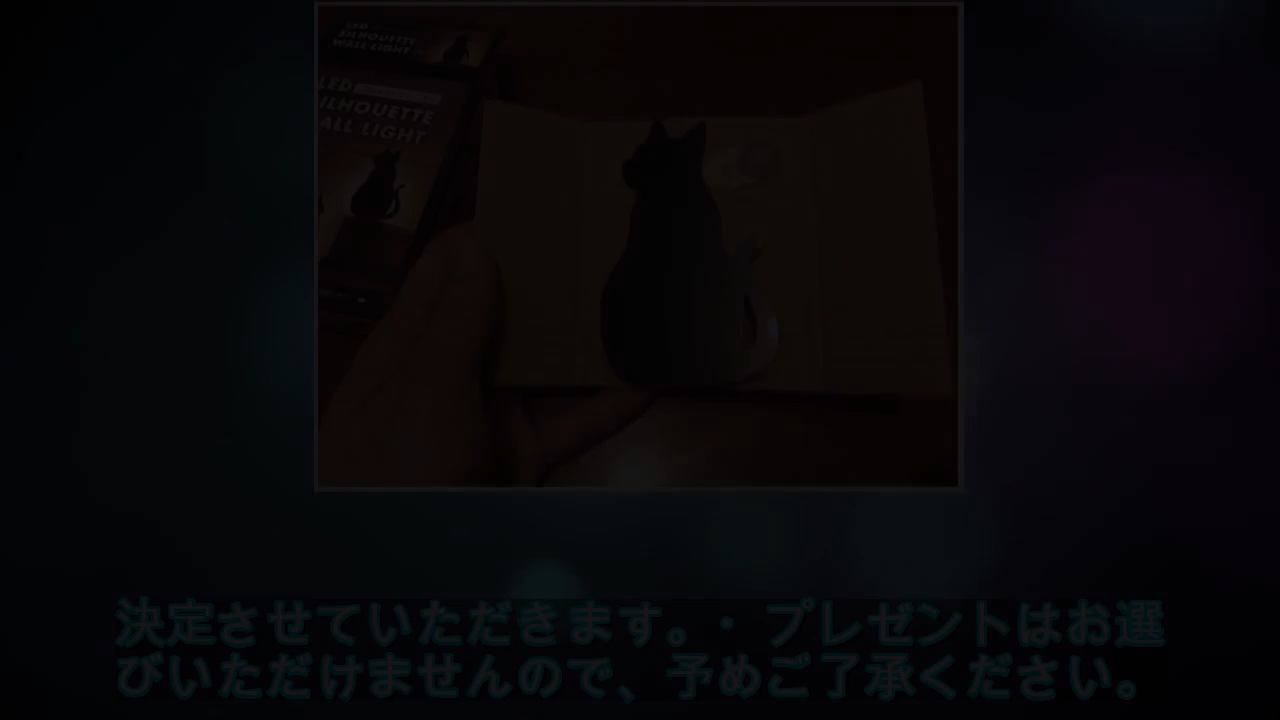 LED
SILHOUETTE
WALL LIGHT
LED
ILHOUETTE
ALL LIGHT
決定させていただきます。・プレゼントはお選
びいただけませんので、予めご了承ください。